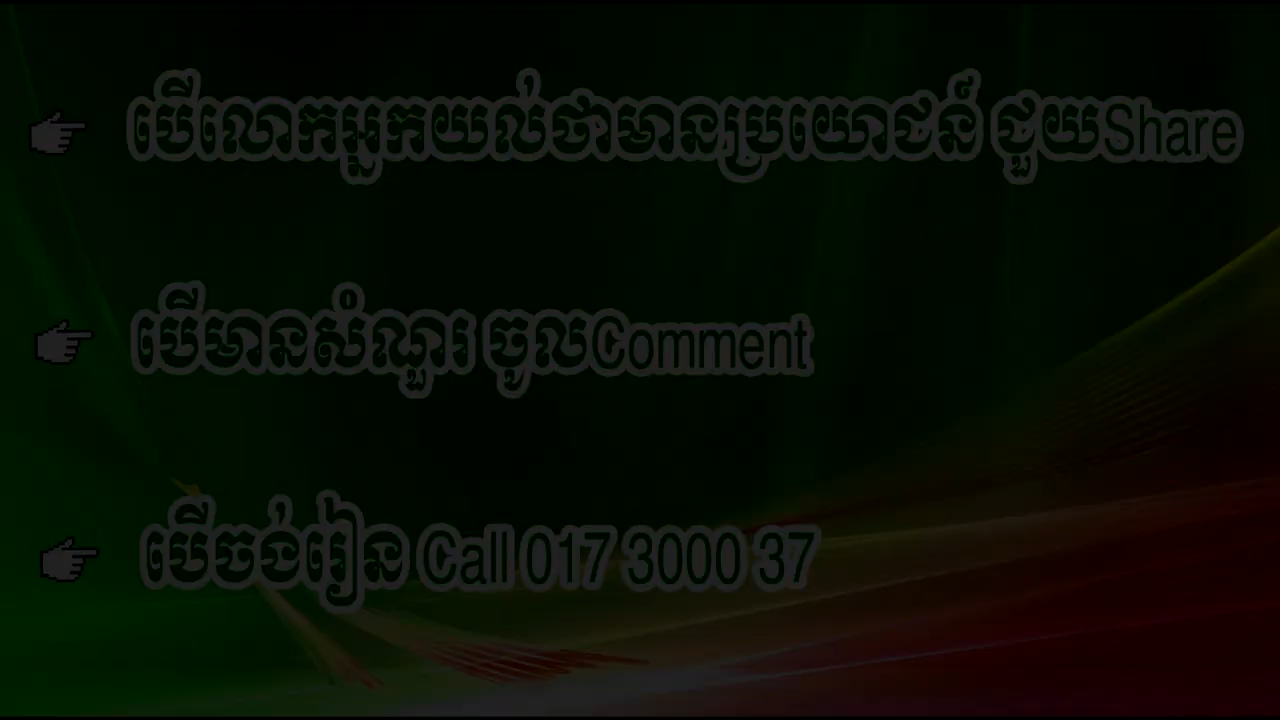 បើលោកអ្នកយល់ថាមានប្រយោជន៍ ជួយShare
បើមានសំណួរ ចូលComment
បើចង់រៀន Call 017 3000 37